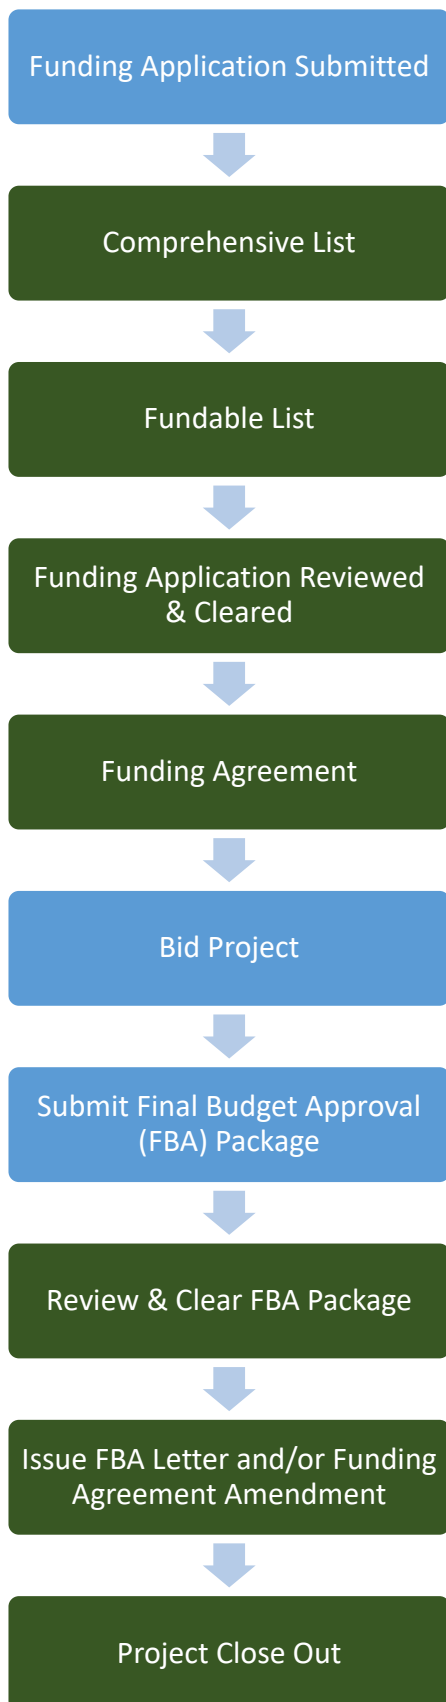 Funding Application Submitted
Comprehensive List
Fundable List
Funding Application Reviewed
& Cleared
Funding Agreement
Bid Project
Submit Final Budget Approval
(FBA) Package
Review & Clear FBA Package
Issue FBA Letter and/or Funding
Agreement Amendment
Project Close Out